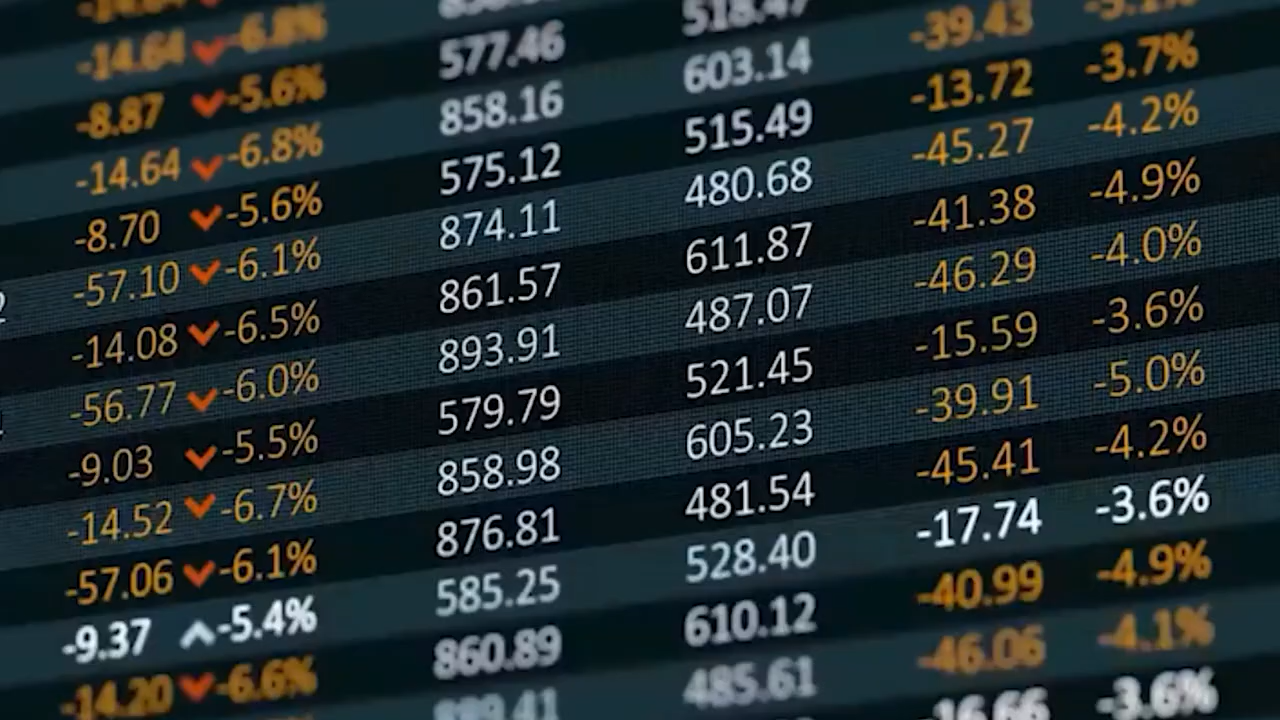 -14.64 -6.8%
-8.87 -5.6% 577.46 518.47
-14.64 -6.8% 858.16 603.14 -39.43
-8.70 -5.6% 575.12 515.49 -13.72 -3.7%
2 -57.10 -6.1% 874.11 480.68 -45.27 -4.2%
-14.08 -6.5% 861.57 611.87 -41.38 -4.9%
-56.77 -6.0% 893.91 487.07 -46.29 -4.0%
-9.03 -5.5% 579.79 521.45 -15.59 -3.6%
-14.52 -6.7% 858.98 605.23 -39.91 -5.0%
-57.06 -6.1% 876.81 481.54 -45.41 -4.2%
-9.37 -5.4% 585.25 528.40 -17.74 -3.6%
-14.20 -6.6% 860.89 610.12 -40.99 -4.9%
485.61 -46.06 -4.1%
-16.66 -3.6%